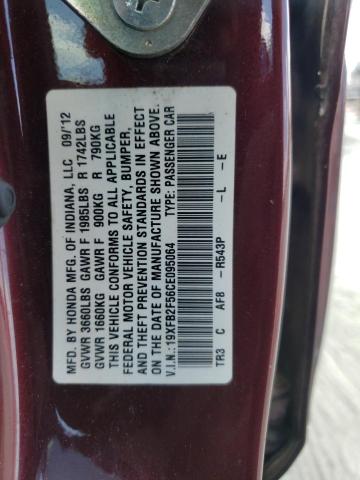 MFD. BY HONDA MFG. OF INDIANA, LLC 09/'12
GVWR 3660LBS GAWR F 1985LBS R 1742LBS
GVWR 1660KG GAWR F 900KG R 790KG
THIS VEHICLE CONFORMS TO ALL APPLICABLE
FEDERAL MOTOR VEHICLE SAFETY, BUMPER,
AND THEFT PREVENTION STANDARDS IN EFFECT
ON THE DATE OF MANUFACTURE SHOWN ABOVE.
V.I.N.: 19XFB2F56CE095064 TYPE: PASSENGER CAR
TR3 C AF8 - R543P - L - E